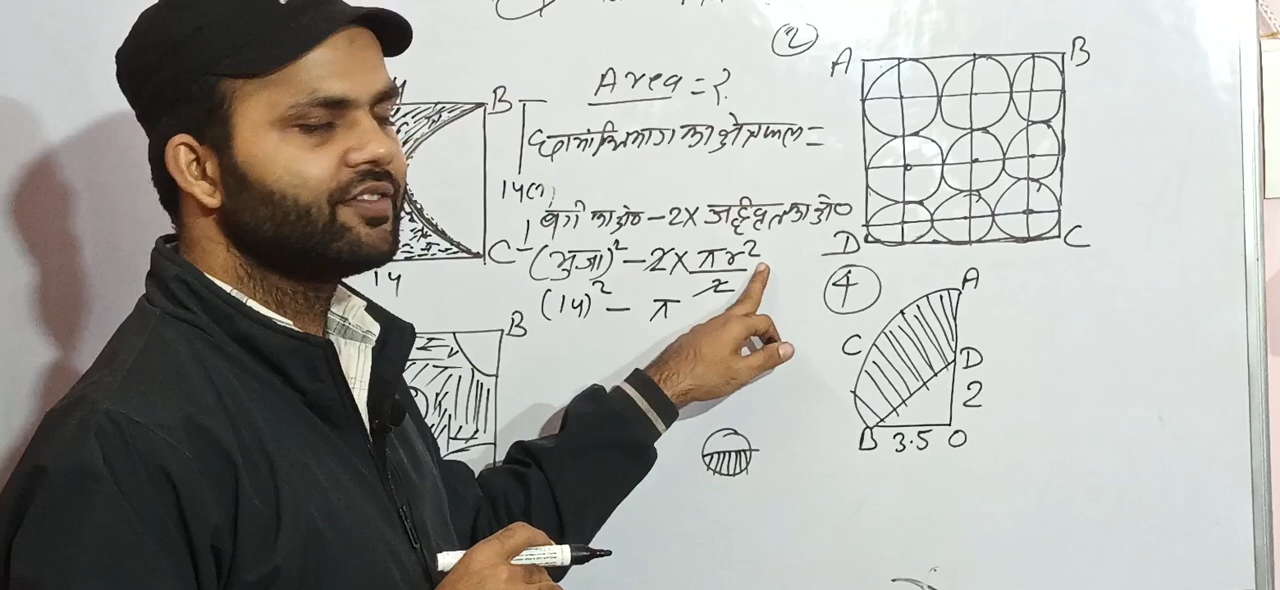 2
A B
Area = ?
B
छायांकित भाग का क्षेत्रफल =
14
वर्ग का क्षे० - 2× अर्द्धवृत्त का क्षे०
D C
C
(भुजा)² - 2× πr²/2
14
(14)² - π
4
A
B
C
D
2
B 3.5 O